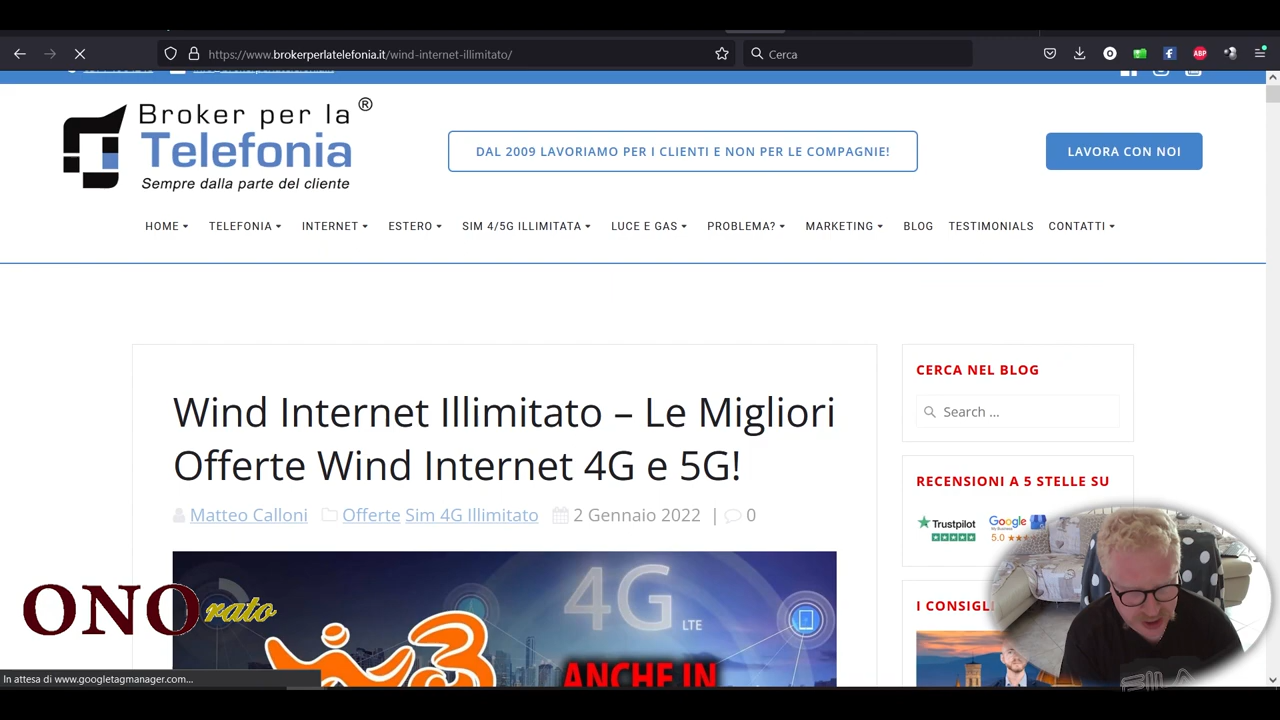 https://www.brokerperlatelefonia.it/wind-internet-illimitato/
Cerca
ABP
Broker per la ®
Telefonia
Sempre dalla parte del cliente
DAL 2009 LAVORIAMO PER I CLIENTI E NON PER LE COMPAGNIE!
LAVORA CON NOI
HOME TELEFONIA INTERNET ESTERO SIM 4/5G ILLIMITATA LUCE E GAS PROBLEMA? MARKETING BLOG TESTIMONIALS CONTATTI
Wind Internet Illimitato – Le Migliori
Offerte Wind Internet 4G e 5G!
Matteo Calloni Offerte Sim 4G Illimitato 2 Gennaio 2022 | 0
4G LTE
ANCHE IN
CERCA NEL BLOG
Search ...
RECENSIONI A 5 STELLE SU
Trustpilot
Google
5.0
I CONSIGL
ONOrato
FILA
In attesa di www.googletagmanager.com...